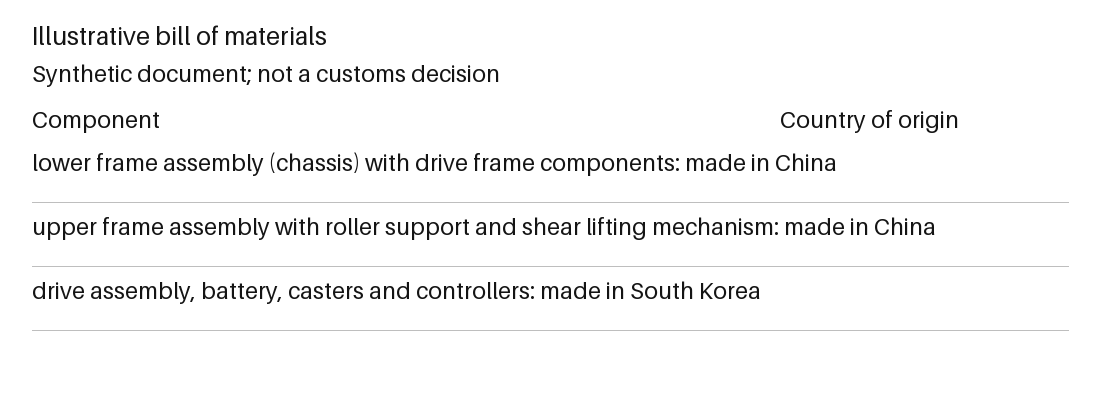 Illustrative bill of materials
Synthetic document; not a customs decision
Component Country of origin
lower frame assembly (chassis) with drive frame components: made in China
upper frame assembly with roller support and shear lifting mechanism: made in China
drive assembly, battery, casters and controllers: made in South Korea